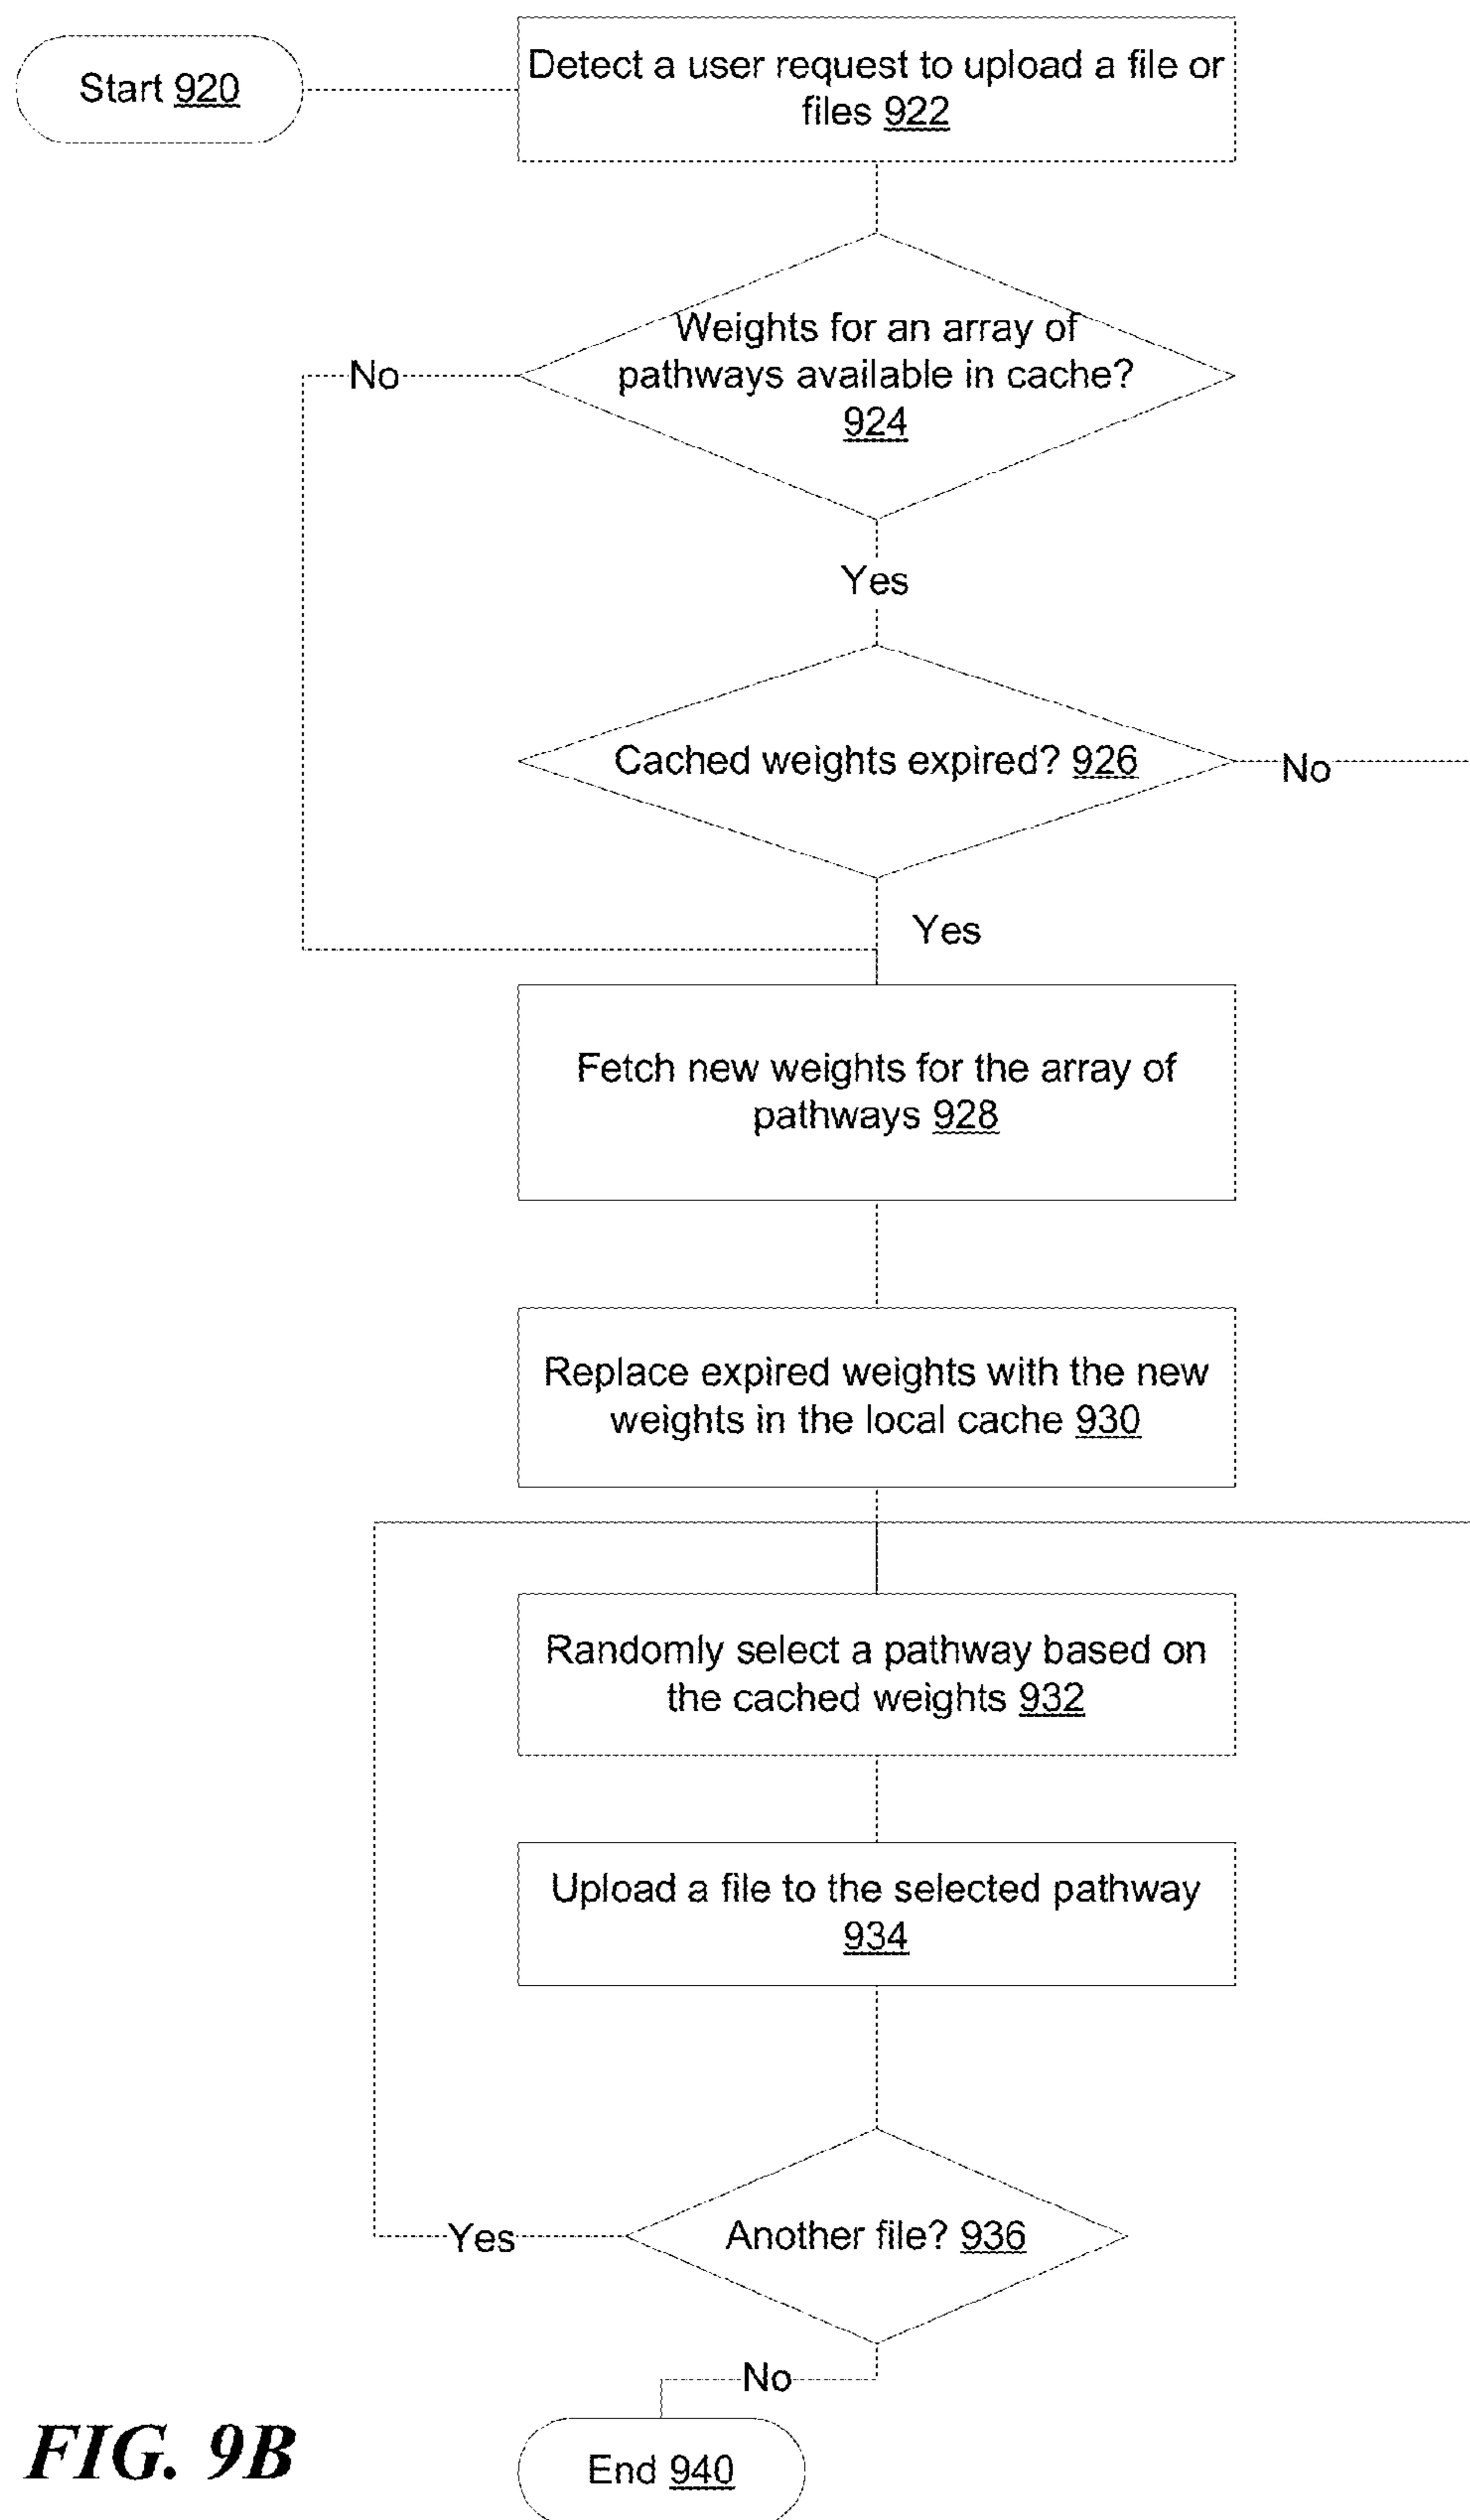 Start 920
Detect a user request to upload a file or
files 922
Weights for an array of
pathways available in cache?
924
No
Yes
Cached weights expired? 926
No
Yes
Fetch new weights for the array of
pathways 928
Replace expired weights with the new
weights in the local cache 930
Randomly select a pathway based on
the cached weights 932
Upload a file to the selected pathway
934
Another file? 936
Yes
No
End 940
FIG. 9B